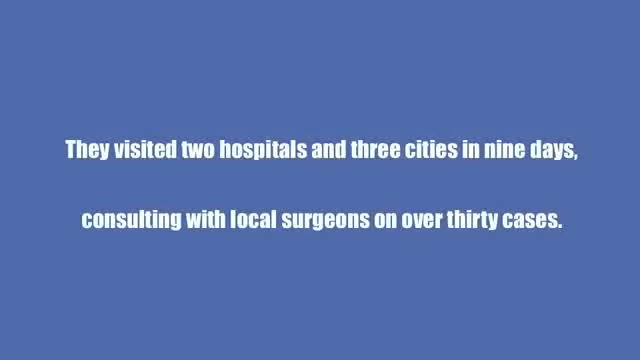 They visited two hospitals and three cities in nine days,
consulting with local surgeons on over thirty cases.